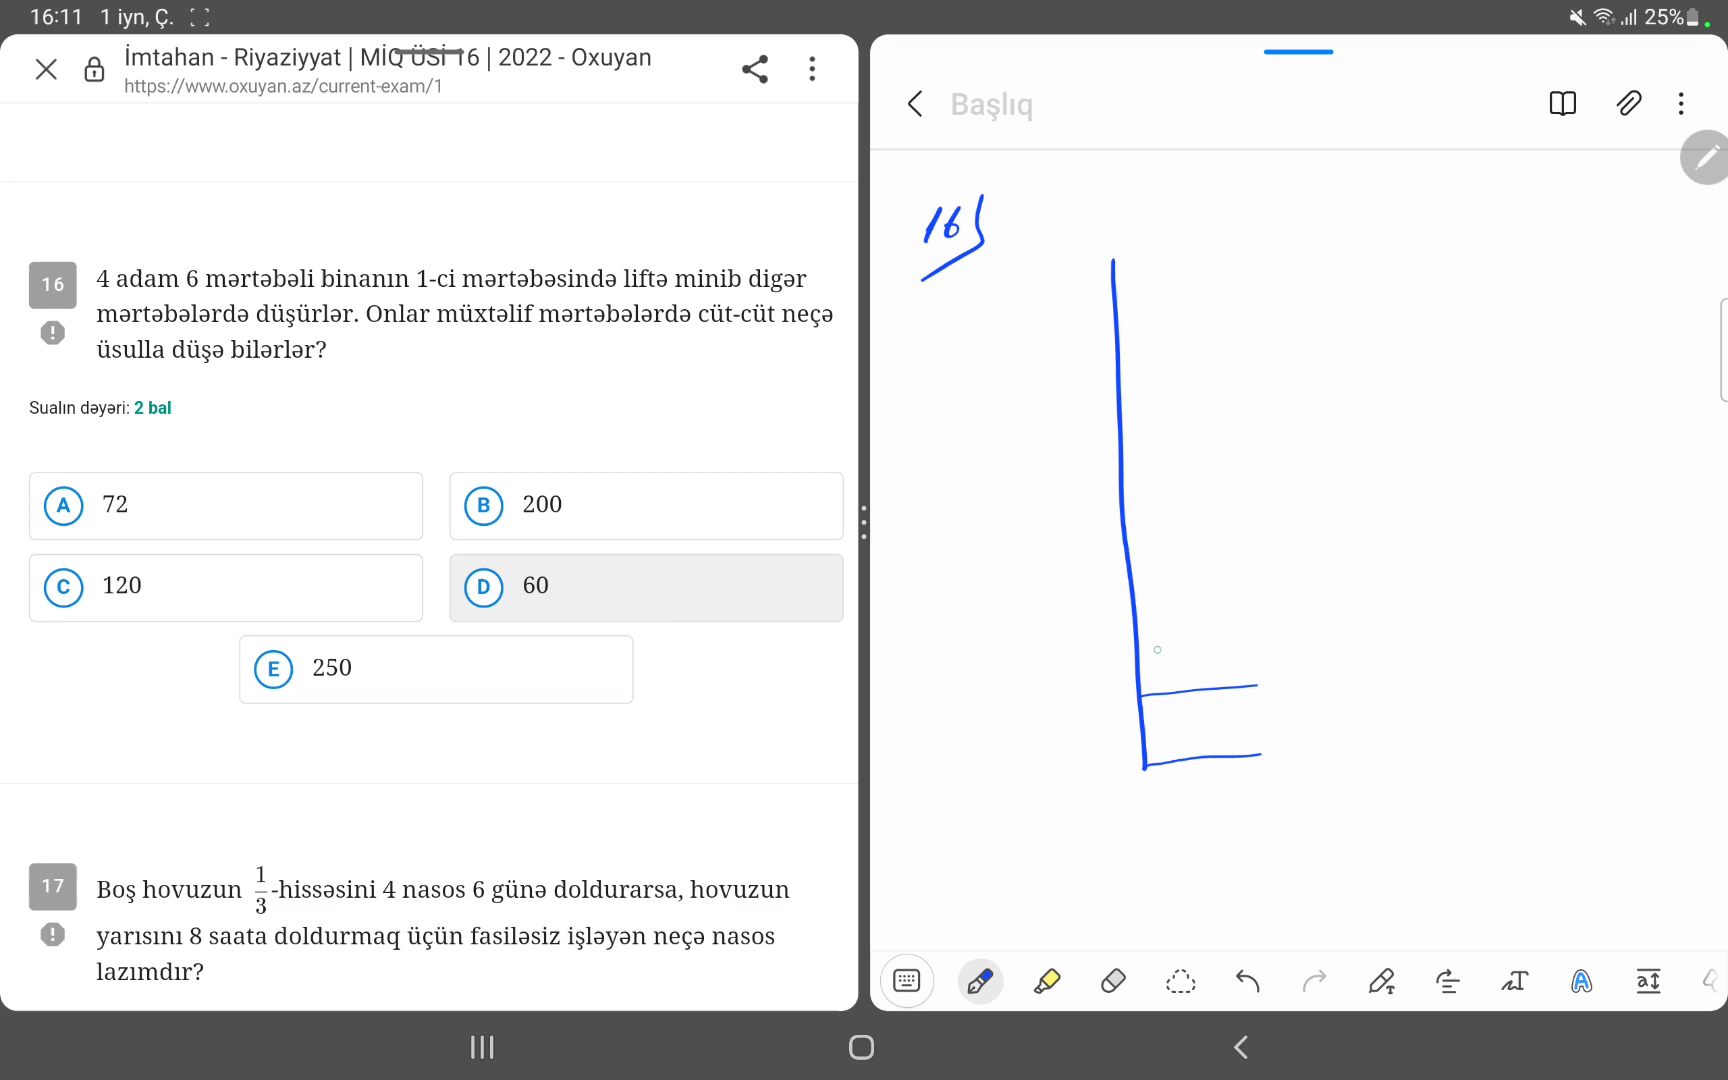 16:11 1 iyn, Ç. 25%
İmtahan - Riyaziyyat | MİQ ÜSİ 16 | 2022 - Oxuyan
https://www.oxuyan.az/current-exam/1
16
4 adam 6 mərtəbəli binanın 1-ci mərtəbəsində liftə minib digər
mərtəbələrdə düşürlər. Onlar müxtəlif mərtəbələrdə cüt-cüt neçə
üsulla düşə bilərlər?
Sualın dəyəri: 2 bal
A 72
B 200
C 120
D 60
E 250
17
Boş hovuzun 1/3-hissəsini 4 nasos 6 günə doldurarsa, hovuzun
yarısını 8 saata doldurmaq üçün fasiləsiz işləyən neçə nasos
lazımdır?
Başlıq
16